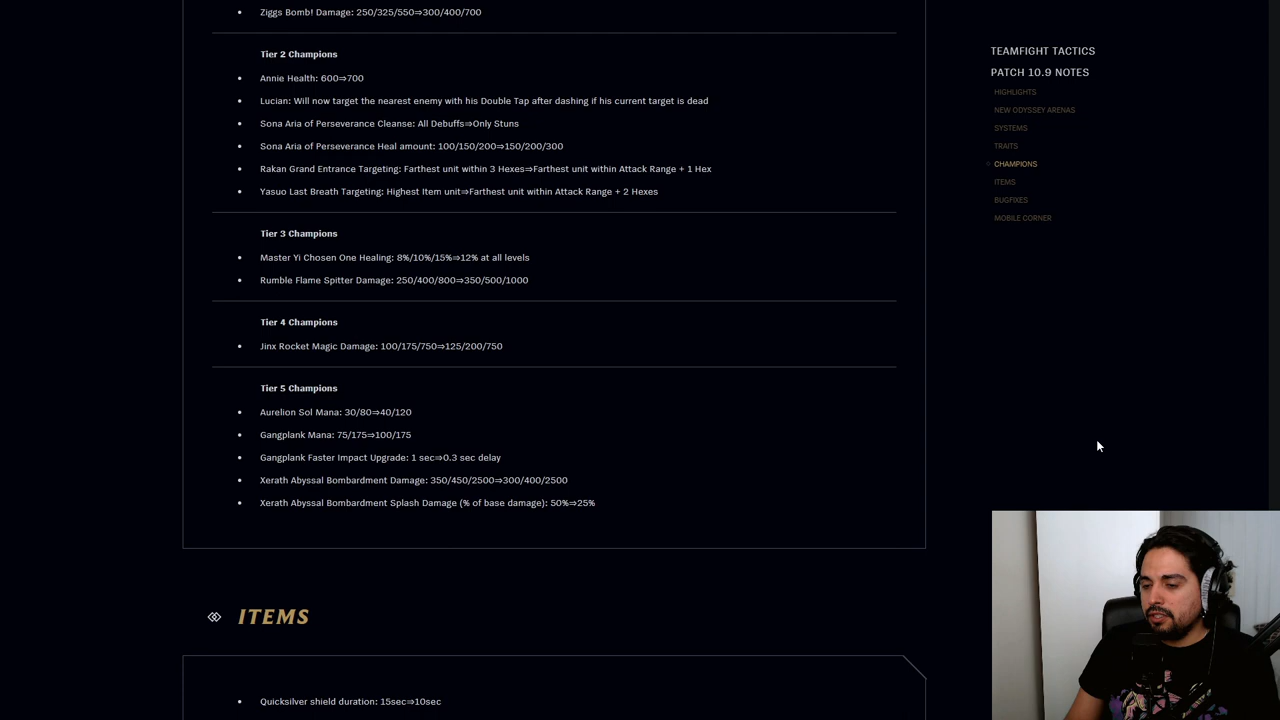 Ziggs Bomb! Damage: 250/325/550⇒300/400/700
Tier 2 Champions
Annie Health: 600⇒700
Lucian: Will now target the nearest enemy with his Double Tap after dashing if his current target is dead
Sona Aria of Perseverance Cleanse: All Debuffs⇒Only Stuns
Sona Aria of Perseverance Heal amount: 100/150/200⇒150/200/300
Rakan Grand Entrance Targeting: Farthest unit within 3 Hexes⇒Farthest unit within Attack Range + 1 Hex
Yasuo Last Breath Targeting: Highest Item unit⇒Farthest unit within Attack Range + 2 Hexes
Tier 3 Champions
Master Yi Chosen One Healing: 8%/10%/15%⇒12% at all levels
Rumble Flame Spitter Damage: 250/400/800⇒350/500/1000
Tier 4 Champions
Jinx Rocket Magic Damage: 100/175/750⇒125/200/750
Tier 5 Champions
Aurelion Sol Mana: 30/80⇒40/120
Gangplank Mana: 75/175⇒100/175
Gangplank Faster Impact Upgrade: 1 sec⇒0.3 sec delay
Xerath Abyssal Bombardment Damage: 350/450/2500⇒300/400/2500
Xerath Abyssal Bombardment Splash Damage (% of base damage): 50%⇒25%
ITEMS
Quicksilver shield duration: 15sec⇒10sec
TEAMFIGHT TACTICS
PATCH 10.9 NOTES
HIGHLIGHTS
NEW ODYSSEY ARENAS
SYSTEMS
TRAITS
CHAMPIONS
ITEMS
BUGFIXES
MOBILE CORNER